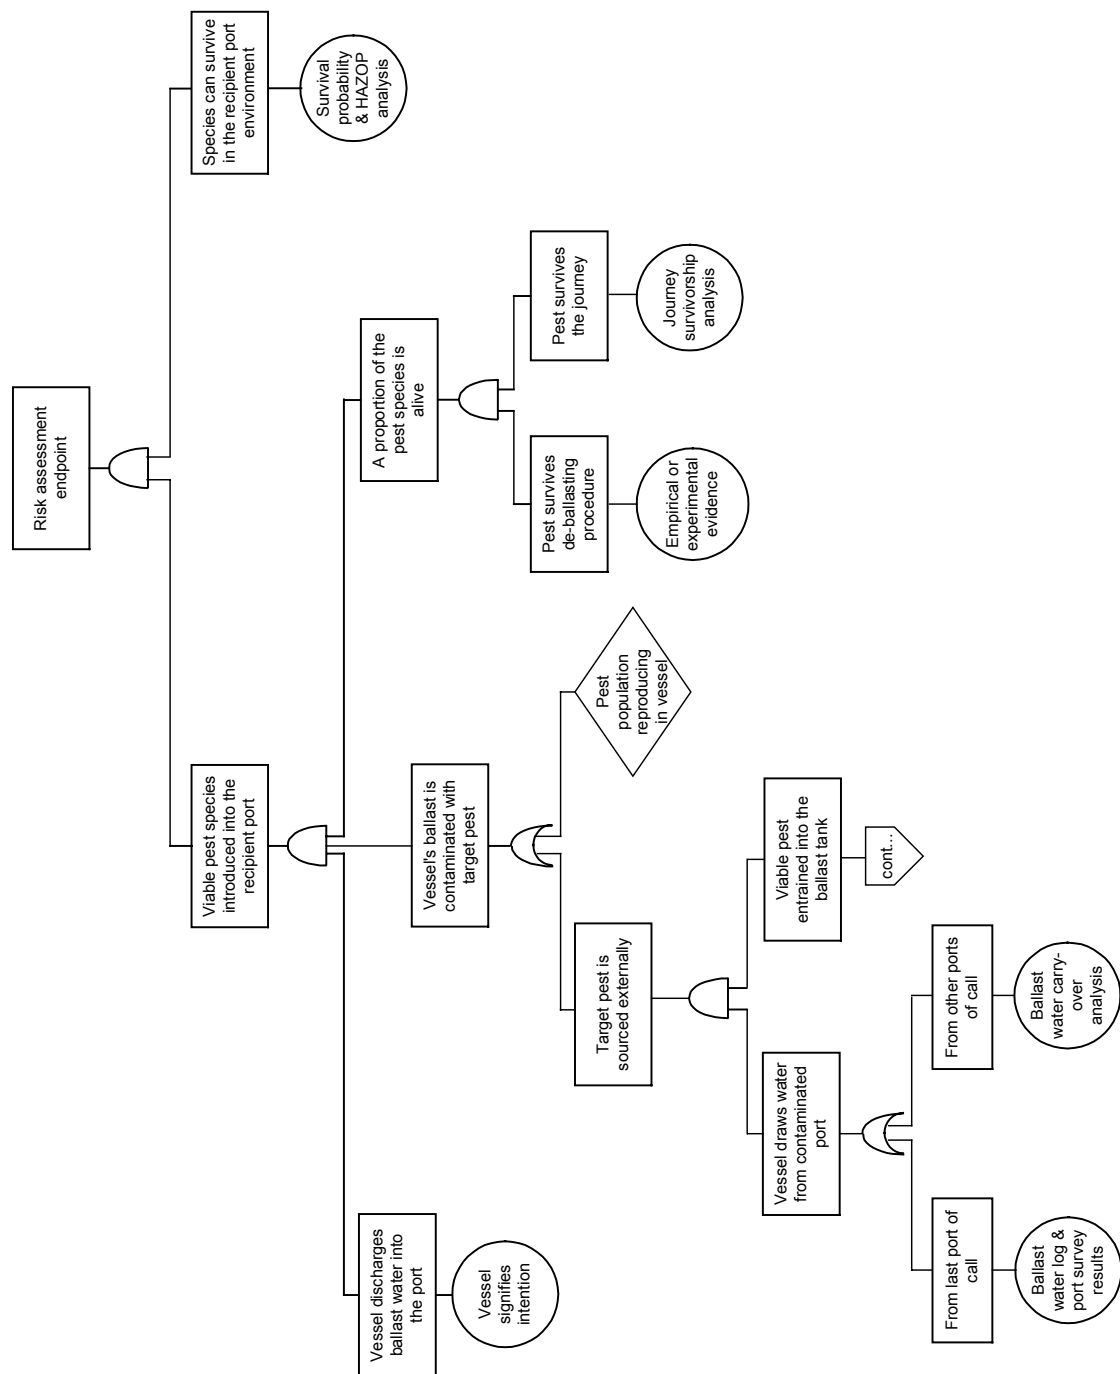 Risk assessment
endpoint
Viable pest species
introduced into the
recipient port
Species can survive
in the recipient port
environment
Survival
probability
& HAZOP
analysis
Vessel discharges
ballast water into
the port
Vessel
signifies
intention
Vessel's ballast is
contaminated with
target pest
A proportion of the
pest species is
alive
Target pest is
sourced externally
Pest
population
reproducing
in vessel
Pest survives
de-ballasting
procedure
Empirical or
experimental
evidence
Pest survives
the journey
Journey
survivorship
analysis
Vessel draws water
from contaminated
port
Viable pest
entrained into the
ballast tank
cont...
From last port of
call
Ballast
water log &
port survey
results
From other ports
of call
Ballast
water carry-
over
analysis